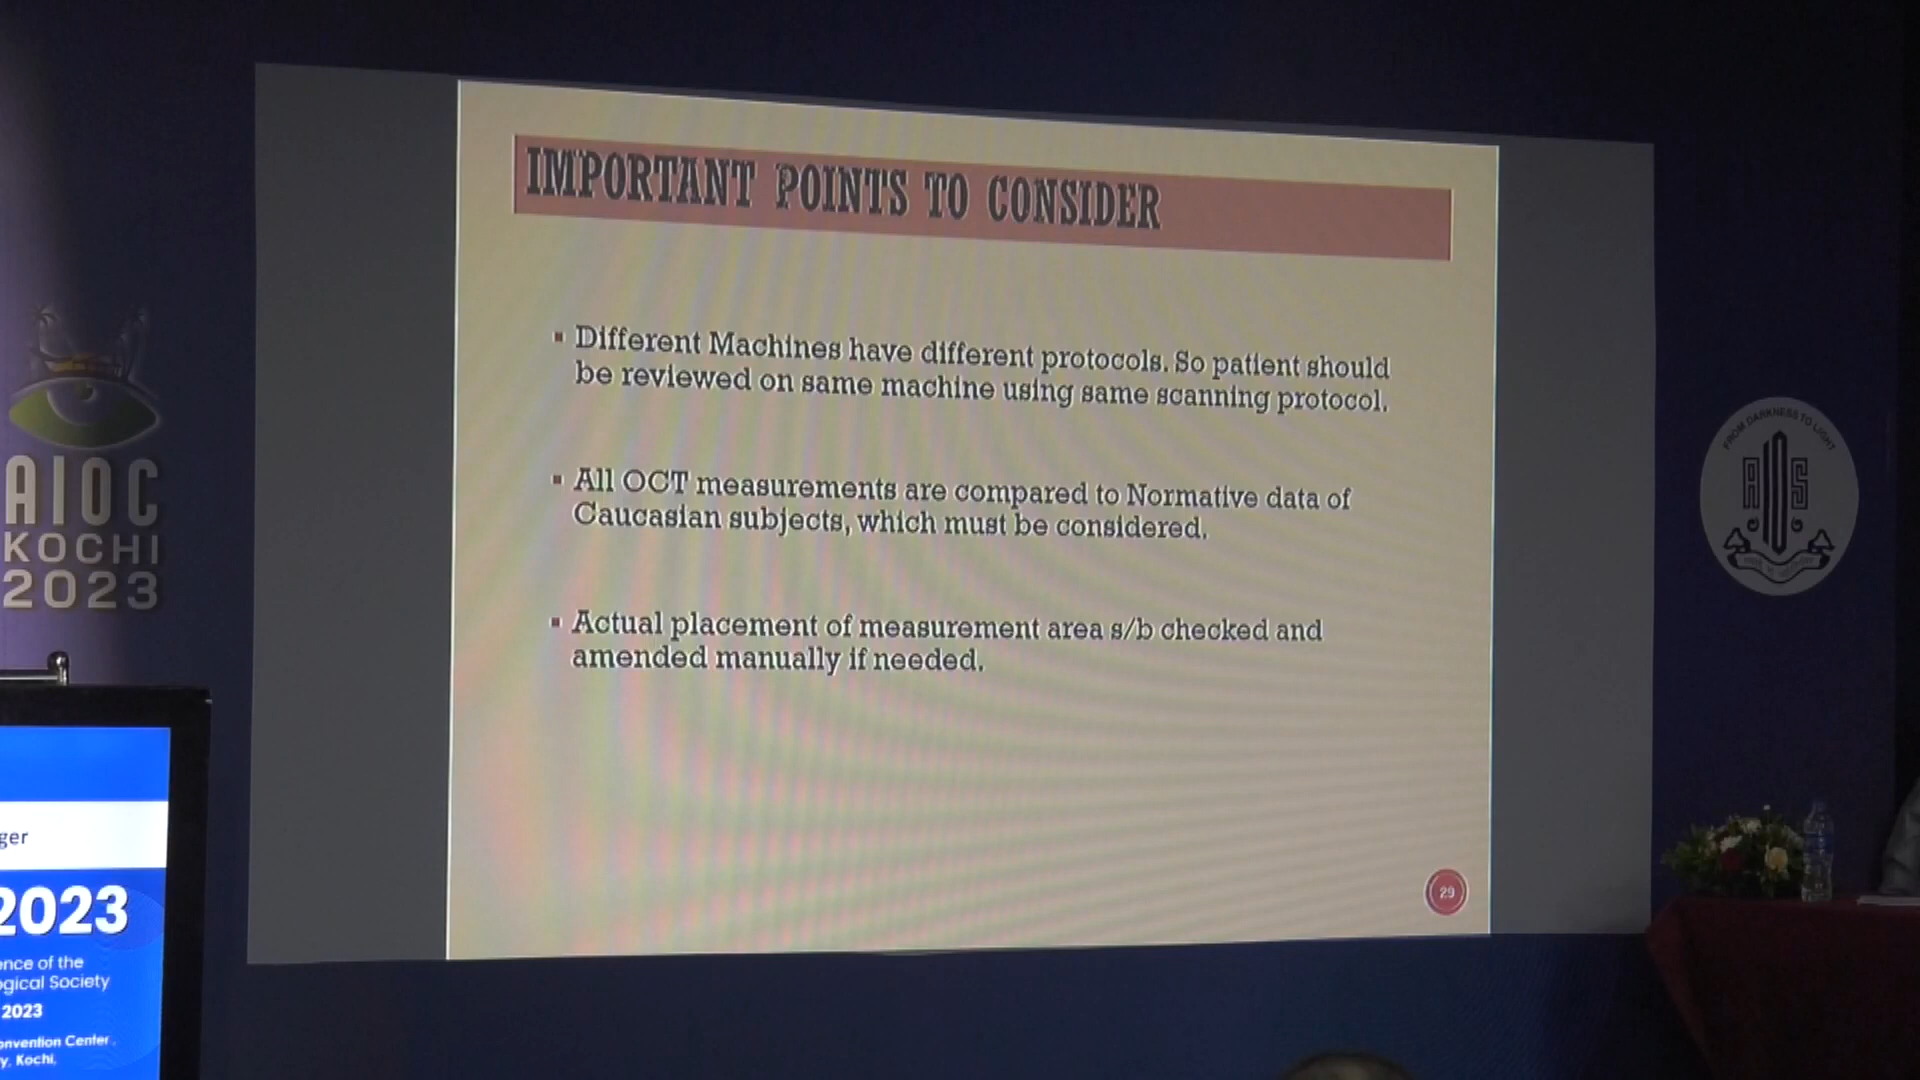 IMPORTANT POINTS TO CONSIDER
Different Machines have different protocols. So patient should
be reviewed on same machine using same scanning protocol.
All OCT measurements are compared to Normative data of
Caucasian subjects, which must be considered.
Actual placement of measurement area s/b checked and
amended manually if needed.
29
AIOC
KOCHI
2023
FROM DARKNESS TO LIGHT
AIOS
ger
2023
ence of the
ogical Society
2023
onvention Center,
y, Kochi,